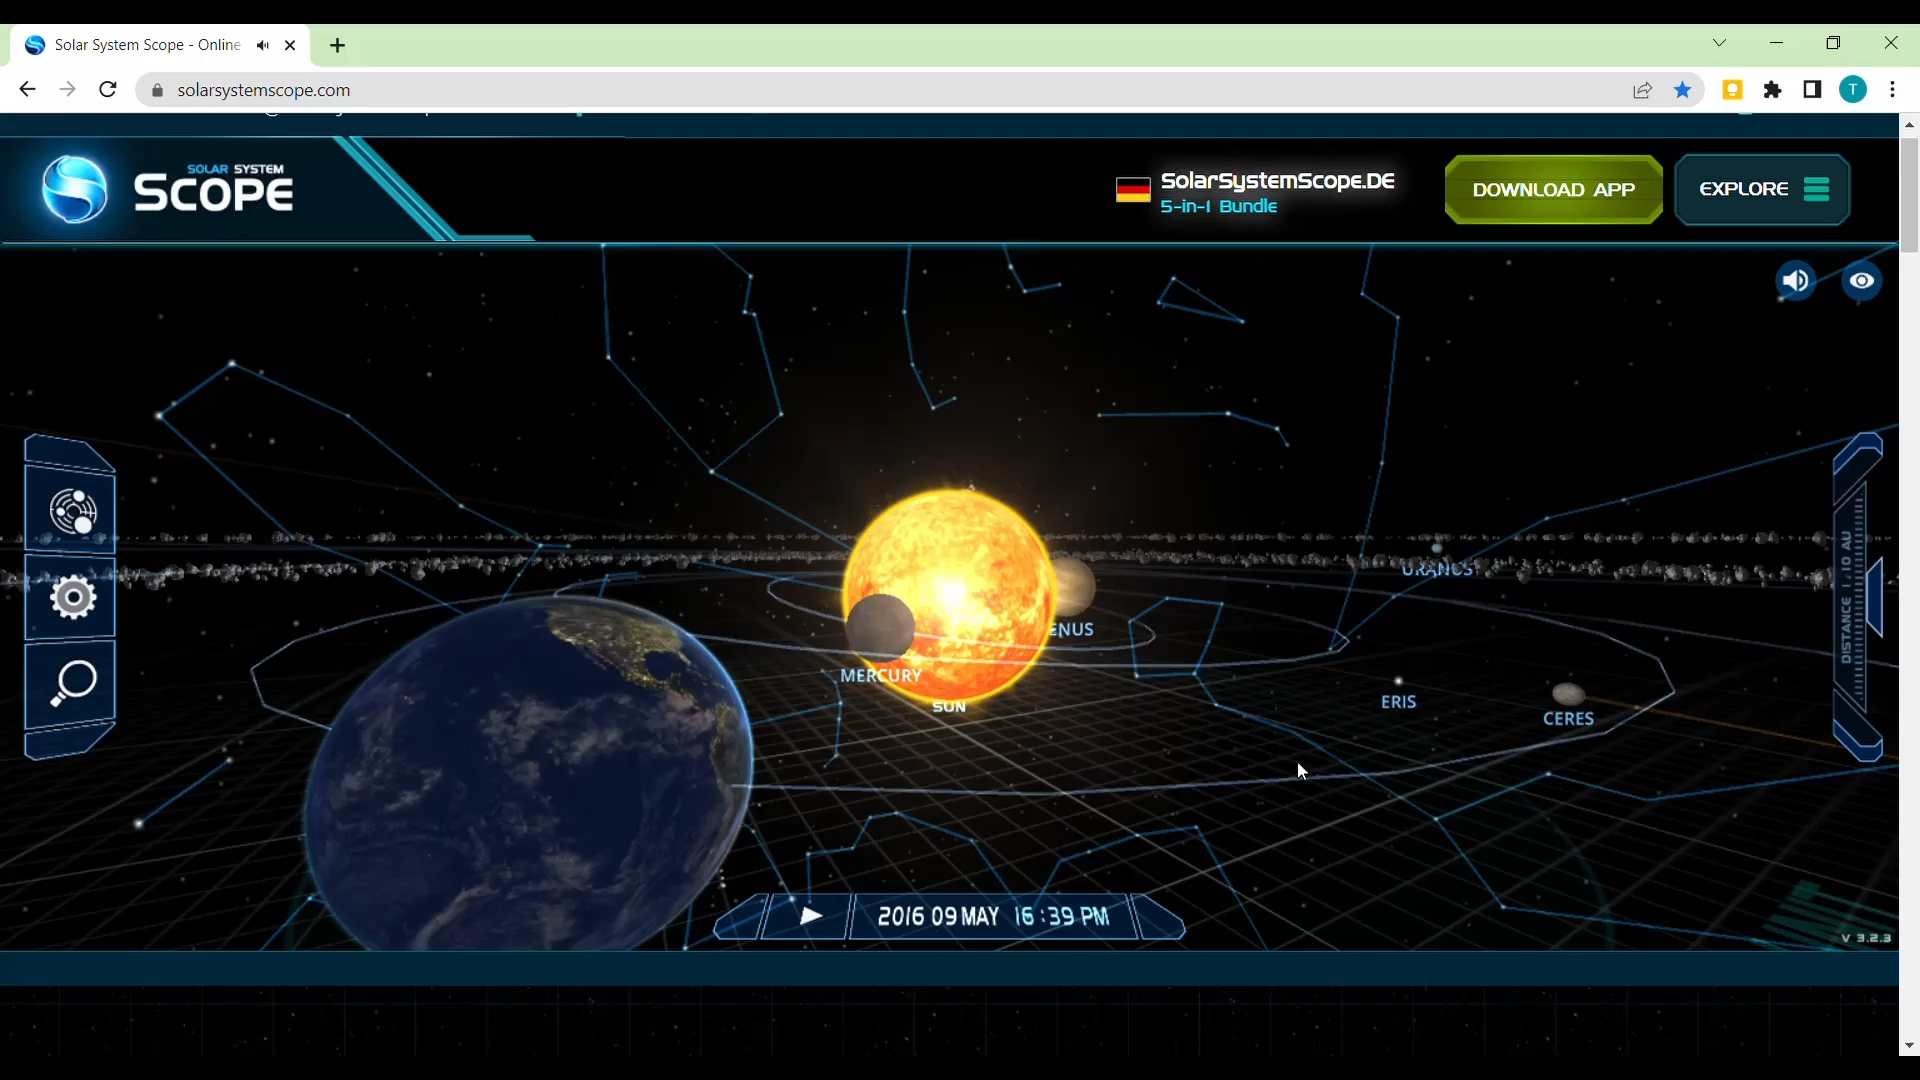 Solar System Scope - Online
solarsystemscope.com
T
SOLAR SYSTEM
SCOPE
SolarSystemScope.DE
5-in-1 Bundle
DOWNLOAD APP
EXPLORE
URANUS
ENUS
MERCURY
SUN
ERIS
CERES
DISTANCE 1.10 AU
2016 09 MAY 16:39 PM
V 3.2.3